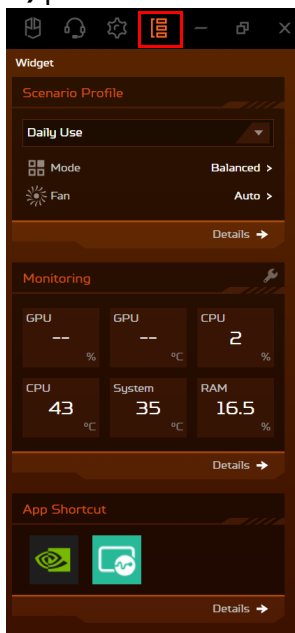 Widget
Scenario Profile
Daily Use
Mode Balanced >
Fan Auto >
Details →
Monitoring
GPU GPU CPU
-- -- 2
% °C %
CPU System RAM
43 35 16.5
°C °C %
Details →
App Shortcut
Details →